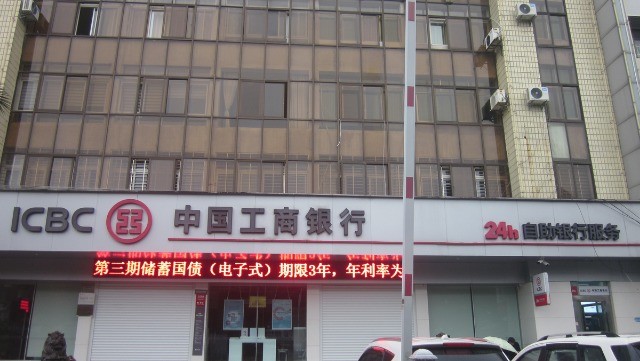 ICBC 中国工商银行
24h 自助银行服务
第三期储蓄国债（电子式）期限3年，年利率为